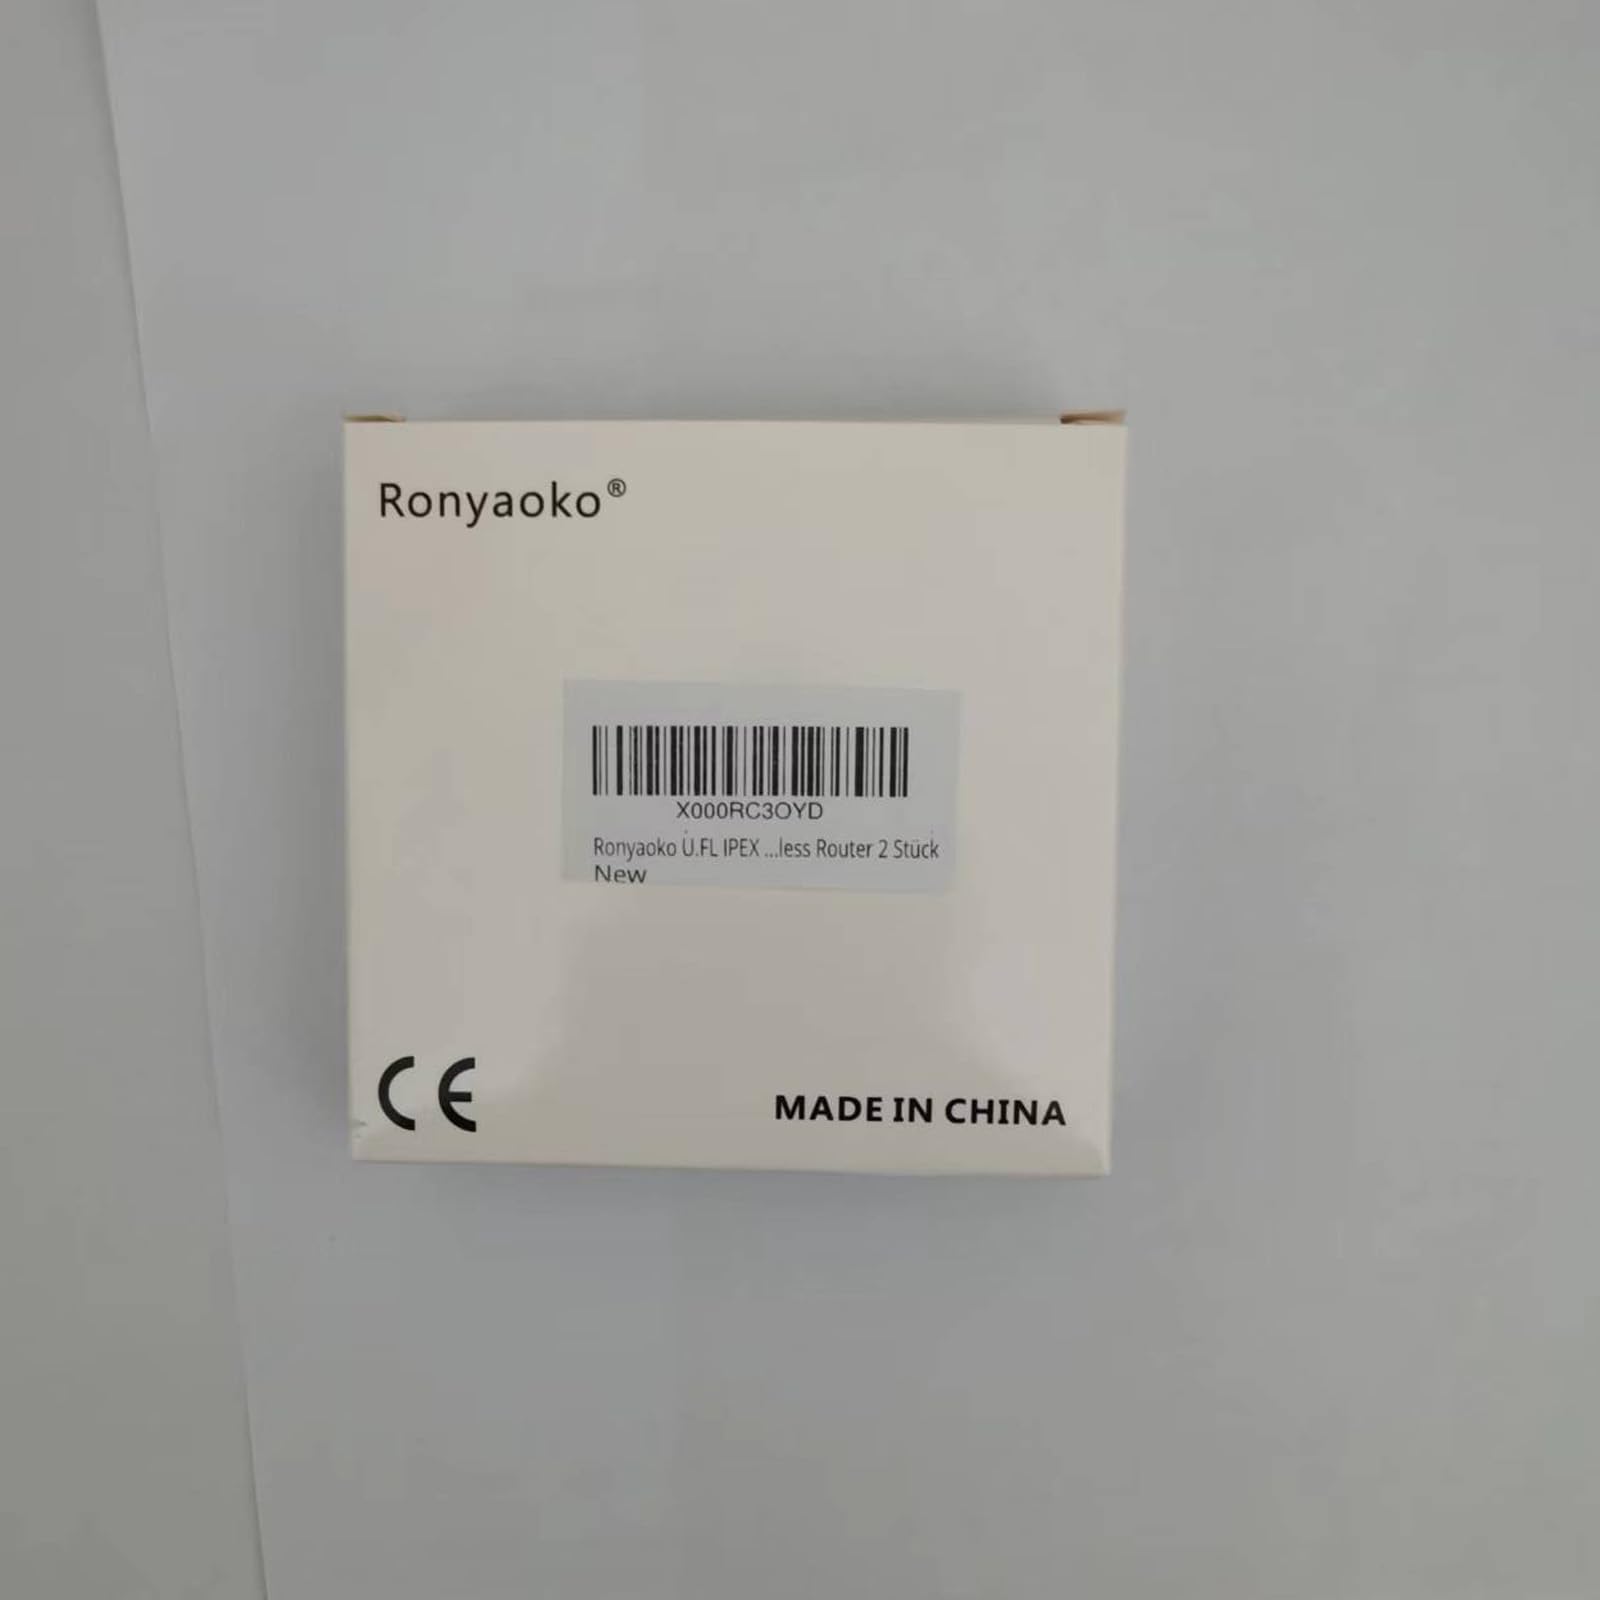 Ronyaoko®
X000RC3OYD
Ronyaoko U.FL IPEX ...less Router 2 Stück
New
CE
MADE IN CHINA